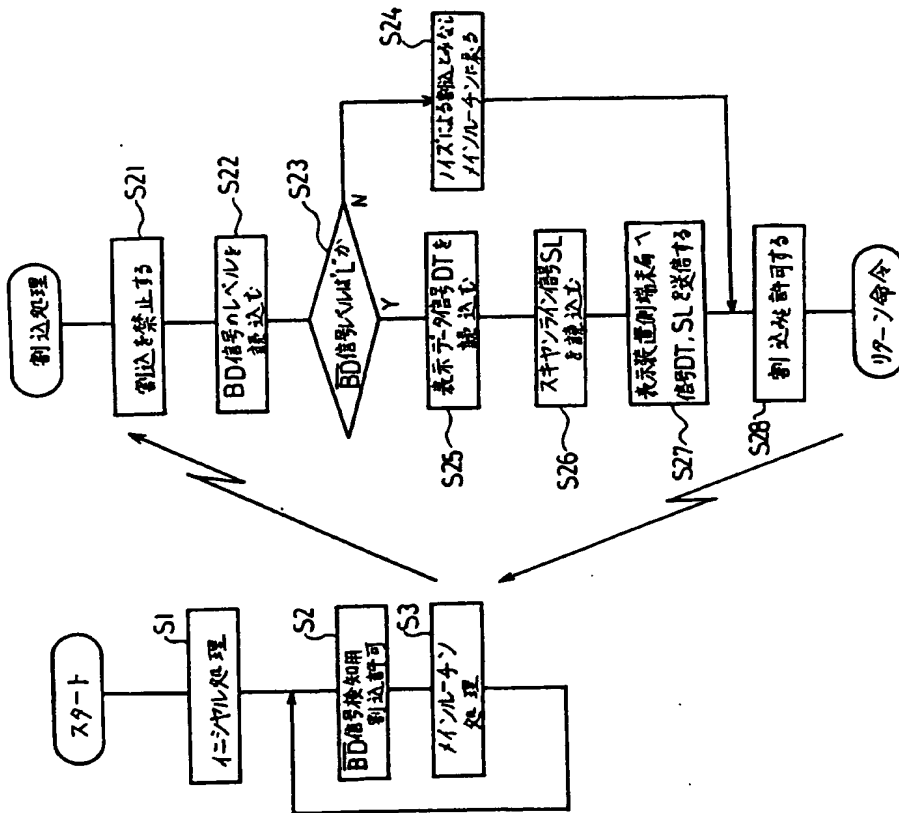 スタート
S1
イニシャル処理
S2
B̅D̅信号検知用
割込許可
S3
メインルーチン
処理
割込処理
S21
割込を禁止する
S22
BD信号のレベルを
読込む
S23
B̅D̅信号レベルは"L"か
N
Y
S24
ノイズによる割込とみなし
メインルーチンに戻る
S25
表示データ信号DTを
読込む
S26
スキャンライン信号SL
を読込む
S27
表示装置側端末局へ
信号DT,SLを送信する
S28
割込みを許可する
リターン命令